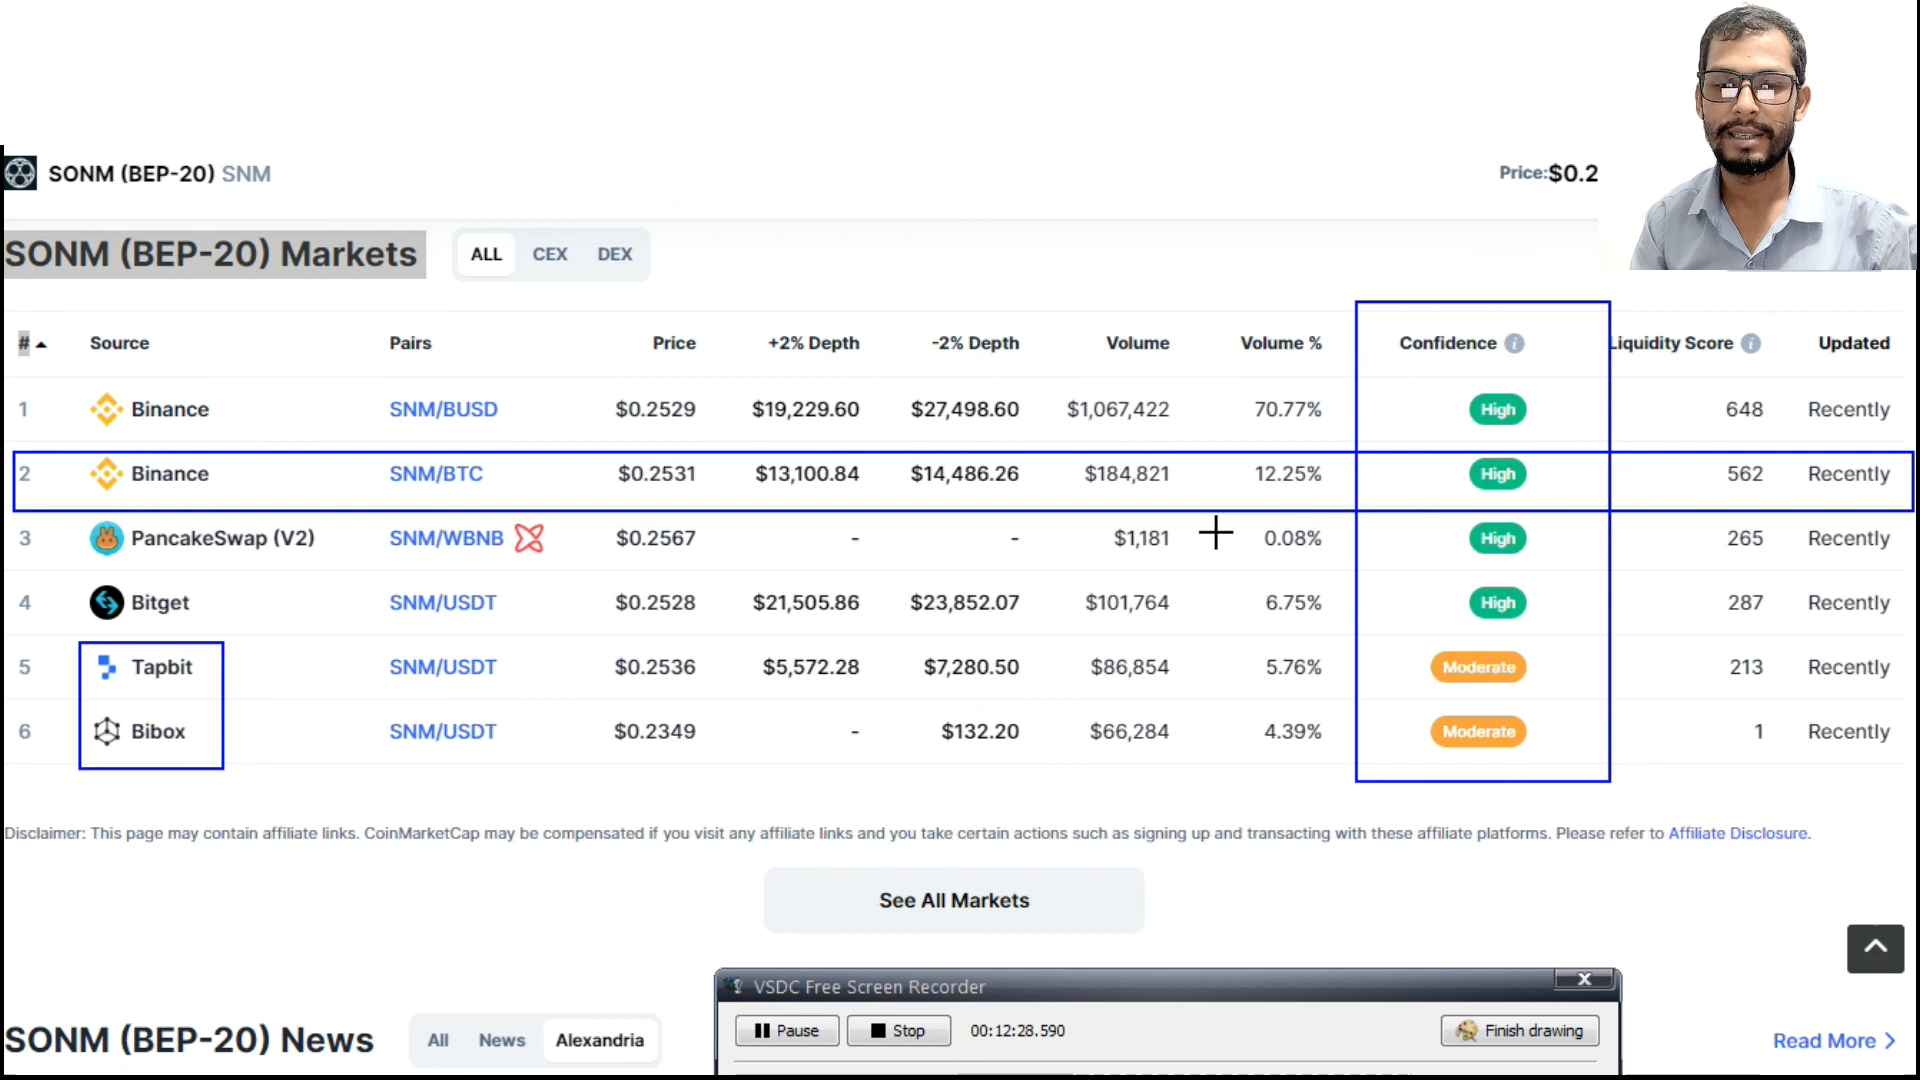 SONM (BEP-20) SNM Price:$0.2
SONM (BEP-20) Markets ALL CEX DEX
# Source Pairs Price +2% Depth -2% Depth Volume Volume % Confidence Liquidity Score Updated
1 Binance SNM/BUSD $0.2529 $19,229.60 $27,498.60 $1,067,422 70.77% High 648 Recently
2 Binance SNM/BTC $0.2531 $13,100.84 $14,486.26 $184,821 12.25% High 562 Recently
3 PancakeSwap (V2) SNM/WBNB $0.2567 - - $1,181 0.08% High 265 Recently
4 Bitget SNM/USDT $0.2528 $21,505.86 $23,852.07 $101,764 6.75% High 287 Recently
5 Tapbit SNM/USDT $0.2536 $5,572.28 $7,280.50 $86,854 5.76% Moderate 213 Recently
6 Bibox SNM/USDT $0.2349 - $132.20 $66,284 4.39% Moderate 1 Recently
Disclaimer: This page may contain affiliate links. CoinMarketCap may be compensated if you visit any affiliate links and you take certain actions such as signing up and transacting with these affiliate platforms. Please refer to Affiliate Disclosure.
See All Markets
VSDC Free Screen Recorder
Pause Stop 00:12:28.590 Finish drawing
SONM (BEP-20) News All News Alexandria Read More